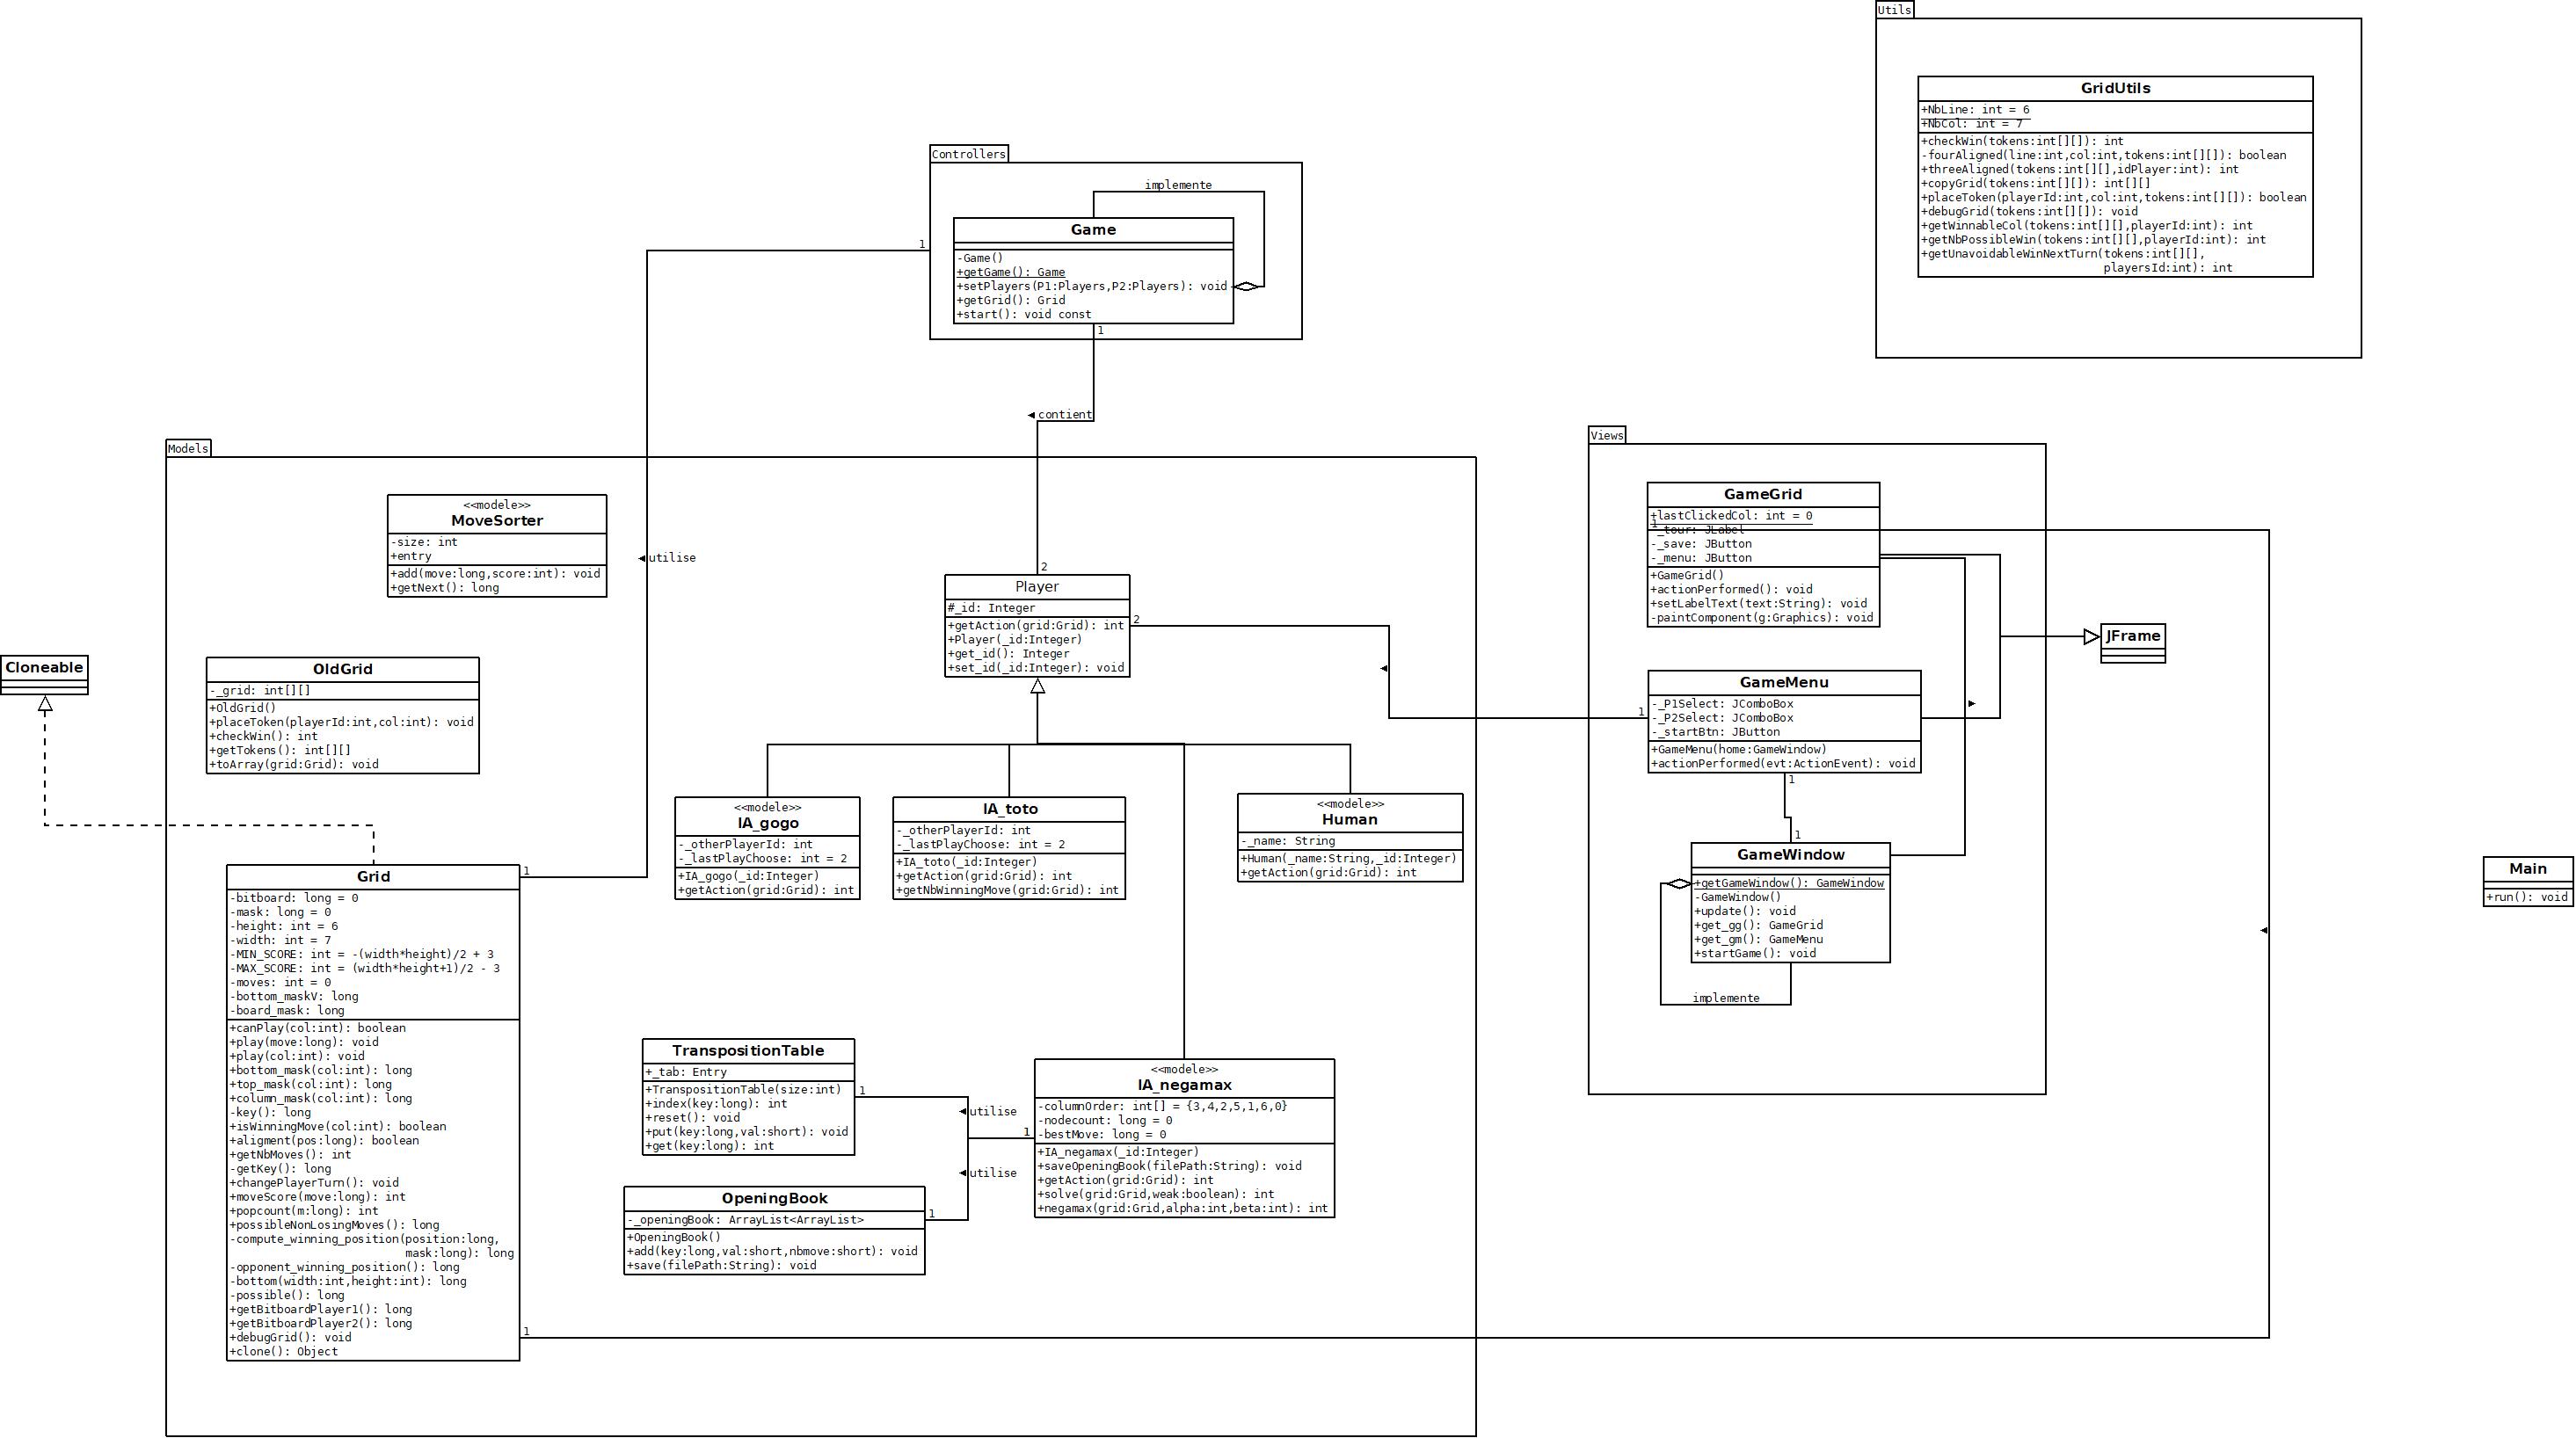 Utils
GridUtils
+NbLine: int = 6
+NbCol: int = 7
+checkWin(tokens:int[][]): int
-fourAligned(line:int,col:int,tokens:int[][]): boolean
+threeAligned(tokens:int[][],idPlayer:int): int
+copyGrid(tokens:int[][]): int[][]
+placeToken(playerId:int,col:int,tokens:int[][]): boolean
+debugGrid(tokens:int[][]): void
+getWinnableCol(tokens:int[][],playerId:int): int
+getNbPossibleWin(tokens:int[][],playerId:int): int
+getUnavoidableWinNextTurn(tokens:int[][],
playersId:int): int
Controllers
implemente
Game
-Game()
+getGame(): Game
+setPlayers(P1:Players,P2:Players): void
+getGrid(): Grid
+start(): void const
1
1
contient
Models
<<modele>>
MoveSorter
-size: int
+entry
+add(move:long,score:int): void
+getNext(): long
utilise
2
Player
#_id: Integer
+getAction(grid:Grid): int
+Player(_id:Integer)
+get_id(): Integer
+set_id(_id:Integer): void
2
Views
GameGrid
+lastClickedCol: int = 0
1
-_tour: JLabel
-_save: JButton
-_menu: JButton
+GameGrid()
+actionPerformed(): void
+setLabelText(text:String): void
-paintComponent(g:Graphics): void
JFrame
Cloneable
OldGrid
-_grid: int[][]
+OldGrid()
+placeToken(playerId:int,col:int): void
+checkWin(): int
+getTokens(): int[][]
+toArray(grid:Grid): void
GameMenu
-_P1Select: JComboBox
-_P2Select: JComboBox
-_startBtn: JButton
+GameMenu(home:GameWindow)
+actionPerformed(evt:ActionEvent): void
1
1
1
<<modele>>
IA_gogo
-_otherPlayerId: int
-_lastPlayChoose: int = 2
+IA_gogo(_id:Integer)
+getAction(grid:Grid): int
IA_toto
-_otherPlayerId: int
-_lastPlayChoose: int = 2
+IA_toto(_id:Integer)
+getAction(grid:Grid): int
+getNbWinningMove(grid:Grid): int
<<modele>>
Human
-_name: String
+Human(_name:String,_id:Integer)
+getAction(grid:Grid): int
GameWindow
+getGameWindow(): GameWindow
-GameWindow()
+update(): void
+get_gg(): GameGrid
+get_gm(): GameMenu
+startGame(): void
implemente
Main
+run(): void
Grid
1
-bitboard: long = 0
-mask: long = 0
-height: int = 6
-width: int = 7
-MIN_SCORE: int = -(width*height)/2 + 3
-MAX_SCORE: int = (width*height+1)/2 - 3
-moves: int = 0
-bottom_maskV: long
-board_mask: long
+canPlay(col:int): boolean
+play(move:long): void
+play(col:int): void
+bottom_mask(col:int): long
+top_mask(col:int): long
+column_mask(col:int): long
-key(): long
+isWinningMove(col:int): boolean
+aligment(pos:long): boolean
+getNbMoves(): int
-getKey(): long
+changePlayerTurn(): void
+moveScore(move:long): int
+popcount(m:long): int
+possibleNonLosingMoves(): long
-compute_winning_position(position:long,
mask:long): long
-opponent_winning_position(): long
-bottom(width:int,height:int): long
-possible(): long
+getBitboardPlayer1(): long
+getBitboardPlayer2(): long
+debugGrid(): void
+clone(): Object
1
TranspositionTable
+_tab: Entry
+TranspositionTable(size:int)
+index(key:long): int
+reset(): void
+put(key:long,val:short): void
+get(key:long): int
1
utilise
1
utilise
<<modele>>
IA_negamax
-columnOrder: int[] = {3,4,2,5,1,6,0}
-nodecount: long = 0
-bestMove: long = 0
+IA_negamax(_id:Integer)
+saveOpeningBook(filePath:String): void
+getAction(grid:Grid): int
+solve(grid:Grid,weak:boolean): int
+negamax(grid:Grid,alpha:int,beta:int): int
OpeningBook
-_openingBook: ArrayList<ArrayList>
+OpeningBook()
+add(key:long,val:short,nbmove:short): void
+save(filePath:String): void
1